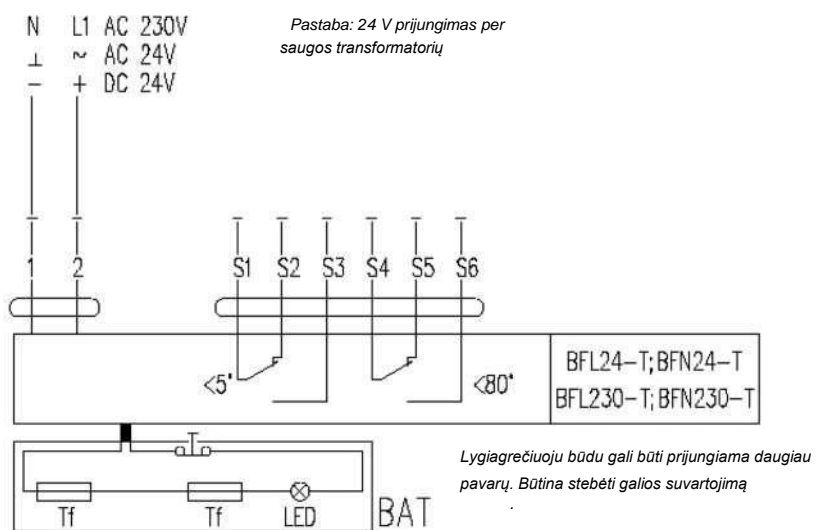 N L1 AC 230V
⊥ ~ AC 24V
− + DC 24V
Pastaba: 24 V prijungimas per
saugos transformatorių
1 2 S1 S2 S3 S4 S5 S6
<5° <80°
BFL24-T;BFN24-T
BFL230-T;BFN230-T
T
Tf Tf LED BAT
Lygiagrečiuoju būdu gali būti prijungiama daugiau
pavarų. Būtina stebėti galios suvartojimą
.